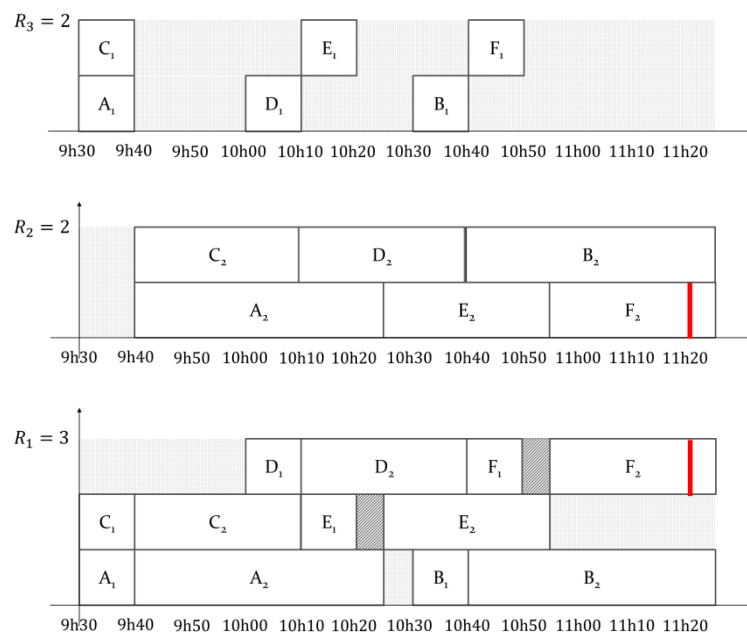 R₃ = 2
C₁ E₁ F₁
A₁ D₁ B₁
9h30 9h40 9h50 10h00 10h10 10h20 10h30 10h40 10h50 11h00 11h10 11h20
R₂ = 2
C₂ D₂ B₂
A₂ E₂ F₂
9h30 9h40 9h50 10h00 10h10 10h20 10h30 10h40 10h50 11h00 11h10 11h20
R₁ = 3
D₁ D₂ F₁ F₂
C₁ C₂ E₁ E₂
A₁ A₂ B₁ B₂
9h30 9h40 9h50 10h00 10h10 10h20 10h30 10h40 10h50 11h00 11h10 11h20